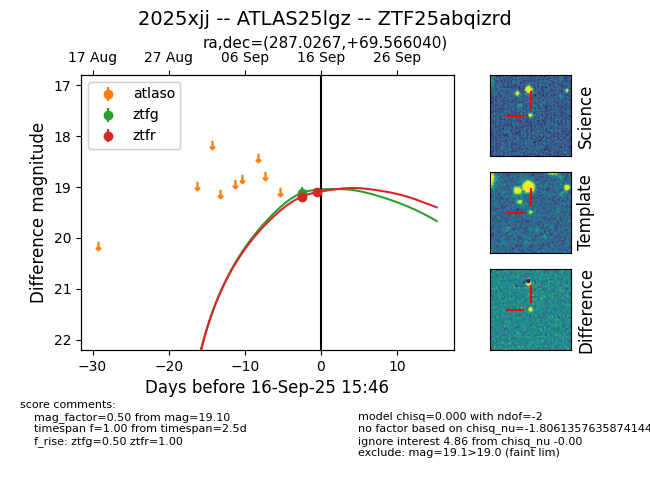 2025xjj -- ATLAS25lgz -- ZTF25abqizrd
ra,dec=(287.0267,+69.566040)
17 Aug 27 Aug 06 Sep 16 Sep 26 Sep
atlaso
ztfg
ztfr
17
18
19
20
21
22
Difference magnitude
−30 −20 −10 0 10
Days before 16-Sep-25 15:46
Science
Template
Difference
score comments:
mag_factor=0.50 from mag=19.10
timespan f=1.00 from timespan=2.5d
f_rise: ztfg=0.50 ztfr=1.00
model chisq=0.000 with ndof=-2
no factor based on chisq_nu=-1.8061357635874144
ignore interest 4.86 from chisq_nu -0.00
exclude: mag=19.1>19.0 (faint lim)